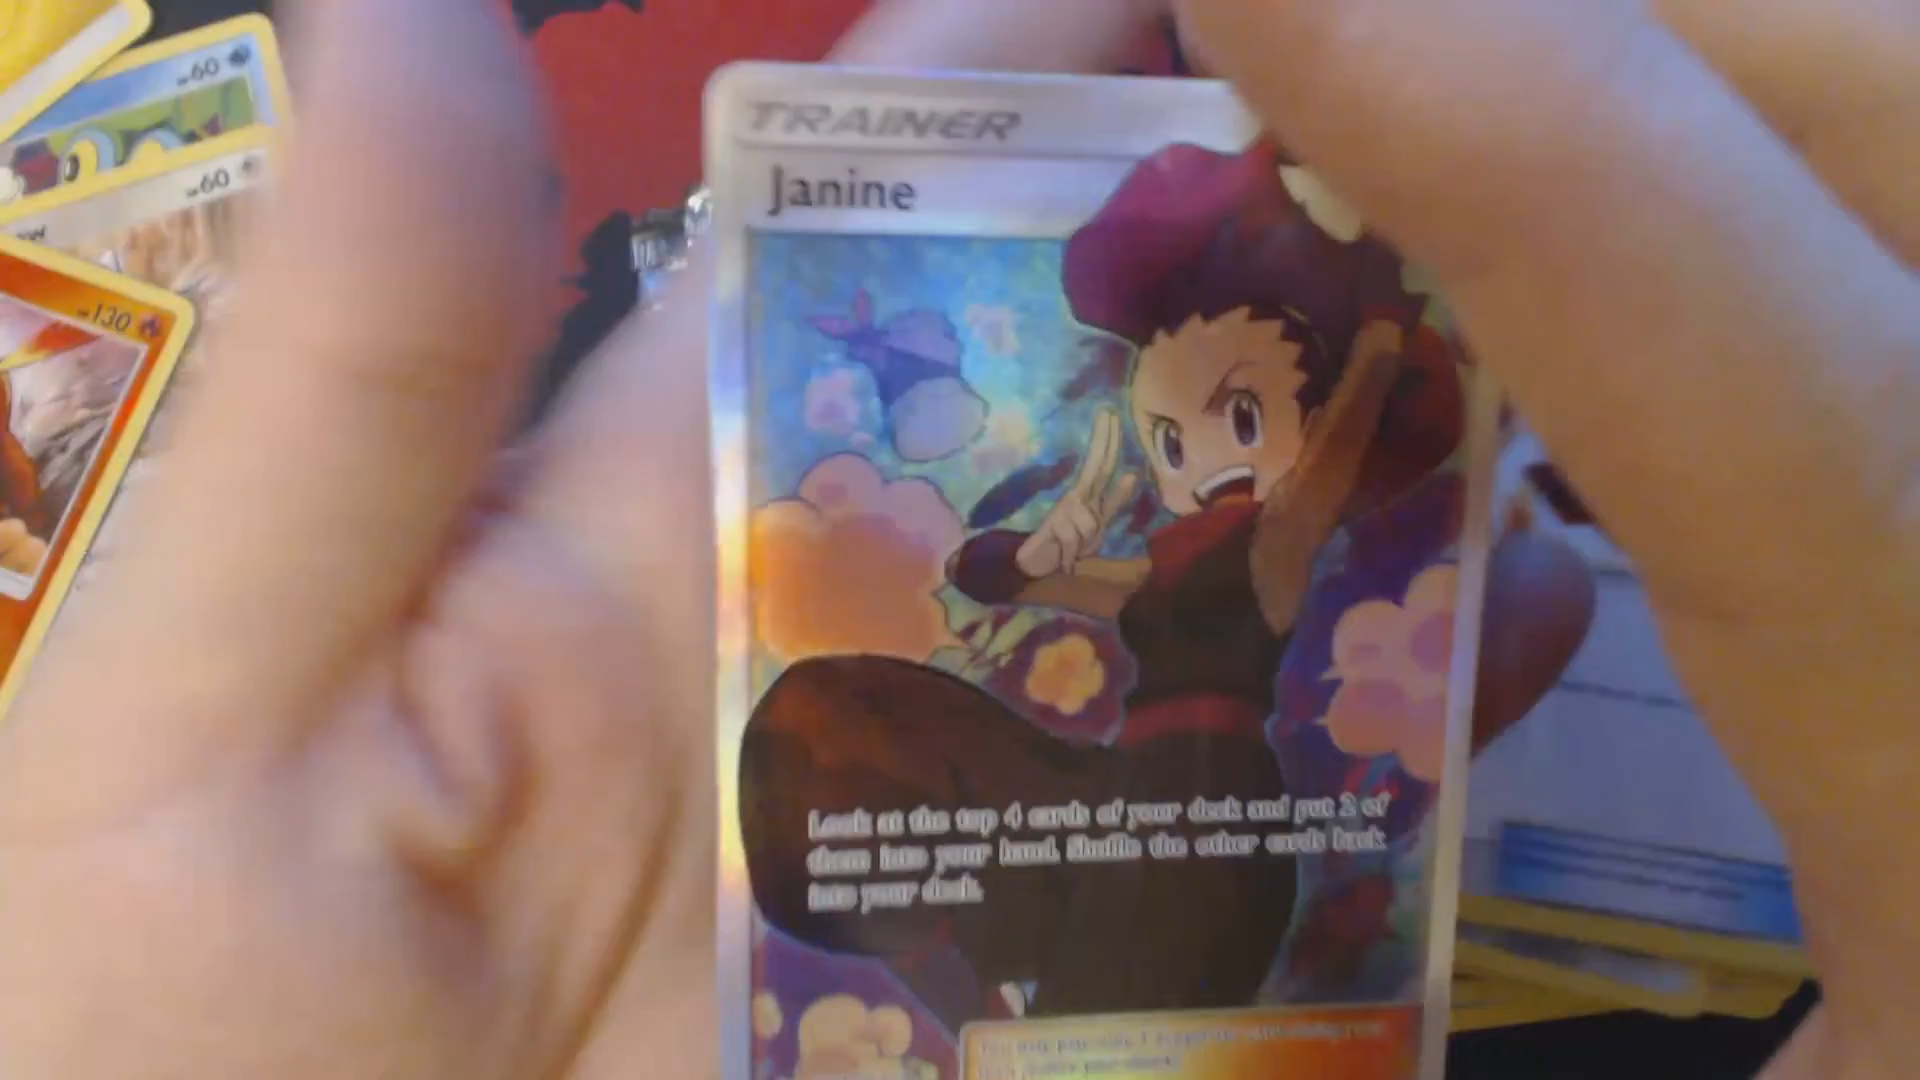 TRAINER
Janine
Look at the top 4 cards of your deck and put 2 of
them into your hand. Shuffle the other cards back
into your deck.
60
60
130